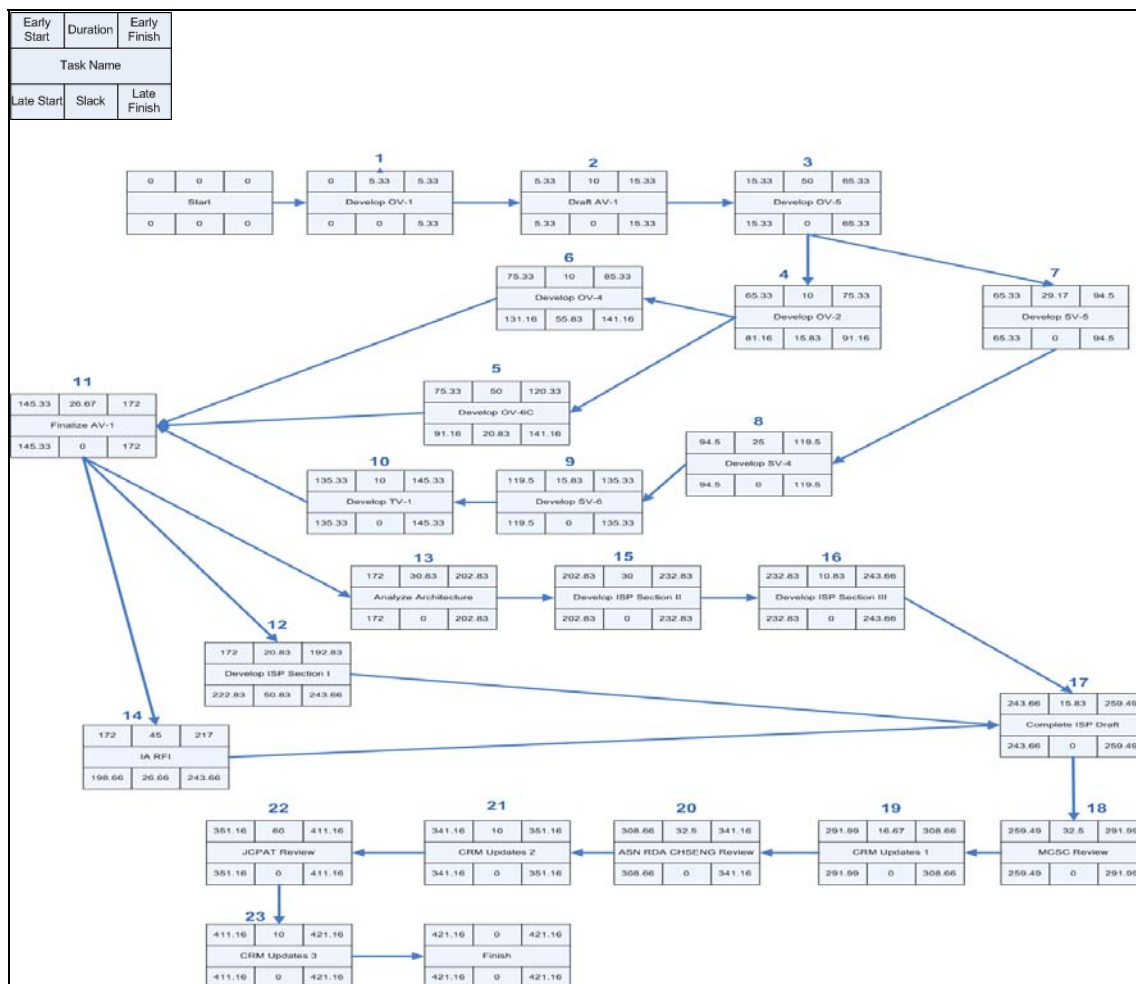 Early Start Duration Early Finish
Task Name
Late Start Slack Late Finish
1
2
3
0 0 0
Start
0 0 0
0 5.33 5.33
Develop OV-1
0 0 5.33
5.33 10 15.33
Draft AV-1
5.33 0 15.33
15.33 50 65.33
Develop OV-5
15.33 0 65.33
6
75.33 10 85.33
Develop OV-4
131.16 55.83 141.16
4
65.33 10 75.33
Develop OV-2
81.16 15.83 91.16
7
65.33 29.17 94.5
Develop SV-5
65.33 0 94.5
11
145.33 26.67 172
Finalize AV-1
145.33 0 172
5
75.33 50 120.33
Develop OV-6C
91.16 20.83 141.16
8
94.5 25 119.5
Develop SV-4
94.5 0 119.5
10
135.33 10 145.33
Develop TV-1
135.33 0 145.33
9
119.5 15.83 135.33
Develop SV-6
119.5 0 135.33
13
172 30.83 202.83
Analyze Architecture
172 0 202.83
15
202.83 30 232.83
Develop ISP Section II
202.83 0 232.83
16
232.83 10.83 243.66
Develop ISP Section III
232.83 0 243.66
12
172 20.83 192.83
Develop ISP Section I
222.83 50.83 243.66
14
172 45 217
IA RFI
198.66 26.66 243.66
17
243.66 15.83 259.49
Complete ISP Draft
243.66 0 259.49
22
351.16 60 411.16
JCPAT Review
351.16 0 411.16
21
341.16 10 351.16
CRM Updates 2
341.16 0 351.16
20
308.66 32.5 341.16
ASN RDA CHSENG Review
308.66 0 341.16
19
291.99 16.67 308.66
CRM Updates 1
291.99 0 308.66
18
259.49 32.5 291.99
MCSC Review
259.49 0 291.99
23
411.16 10 421.16
CRM Updates 3
411.16 0 421.16
421.16 0 421.16
Finish
421.16 0 421.16